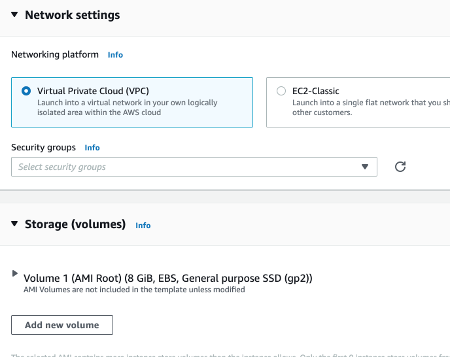 Network settings
Networking platform Info
Virtual Private Cloud (VPC)
Launch into a virtual network in your own logically
isolated area within the AWS cloud
EC2-Classic
Launch into a single flat network that you sh
other customers.
Security groups Info
Select security groups
Storage (volumes) Info
Volume 1 (AMI Root) (8 GiB, EBS, General purpose SSD (gp2))
AMI Volumes are not included in the template unless modified
Add new volume